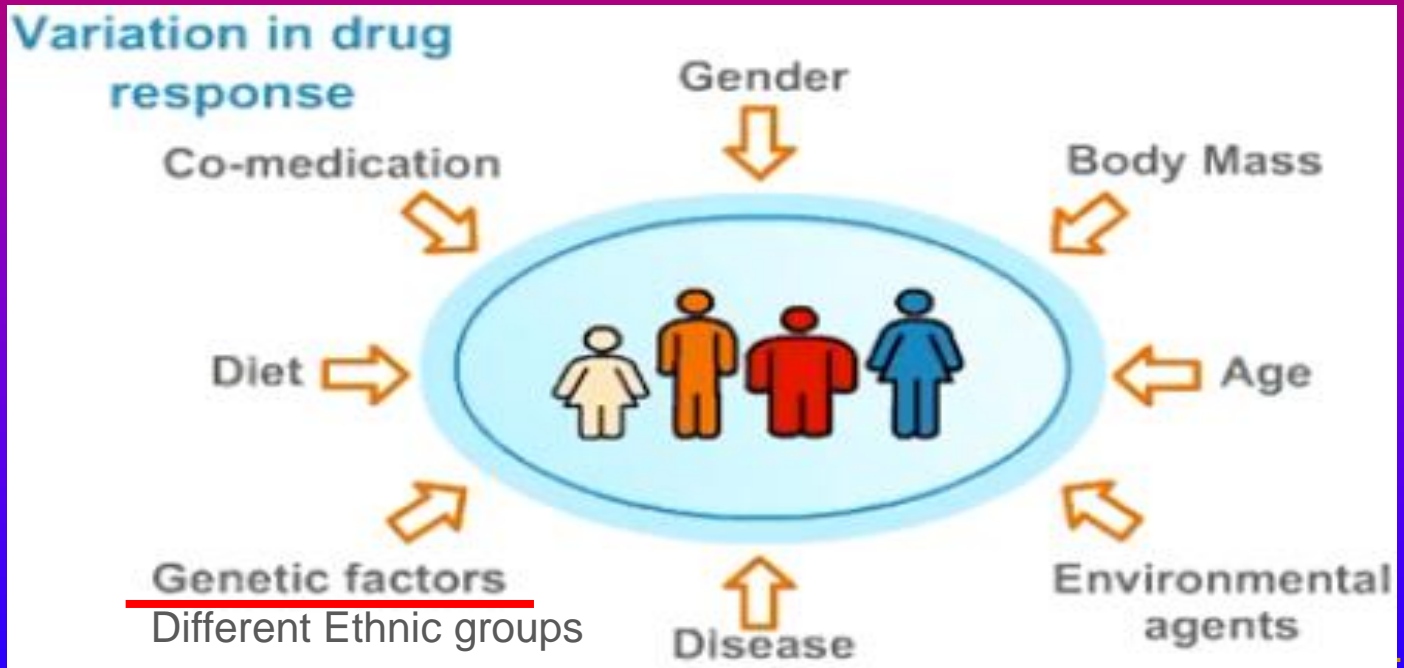 Variation in drug
response
Gender
Co-medication
Body Mass
Diet
Age
Genetic factors
Different Ethnic groups
Disease
Environmental
agents